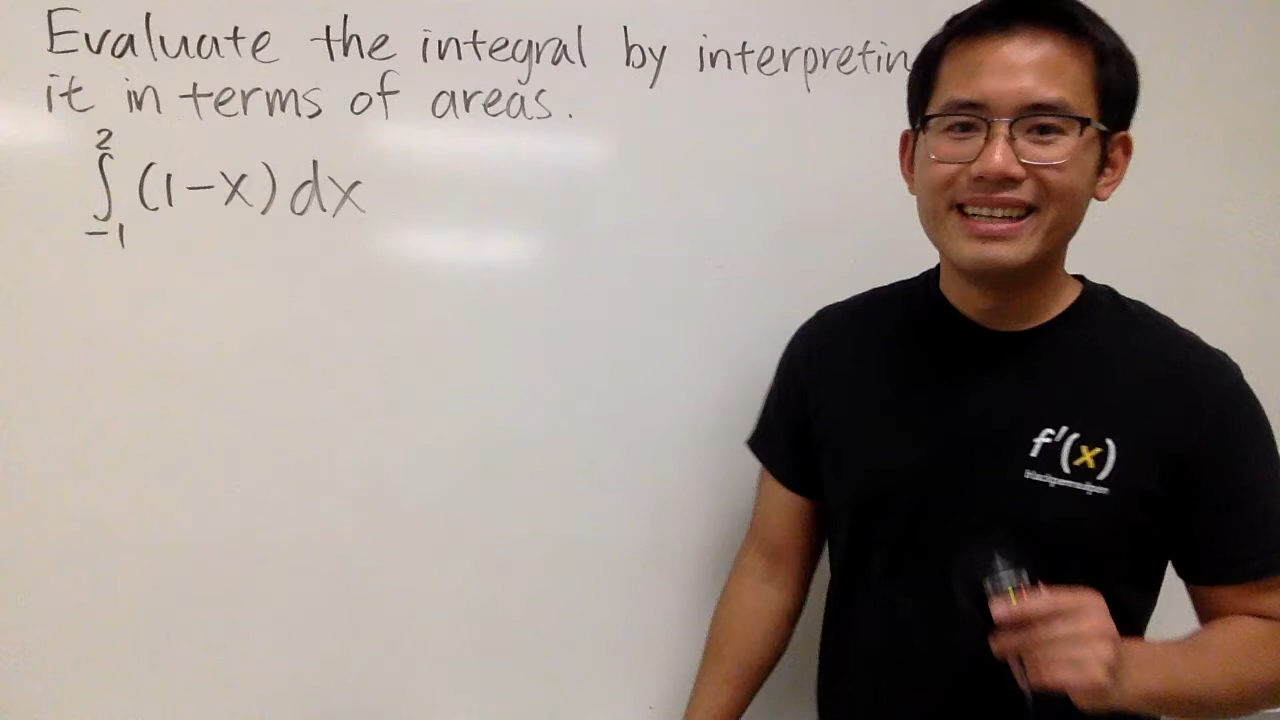 Evaluate the integral by interpretin
it in terms of areas.
∫₋₁² (1-x) dx
f'(x)